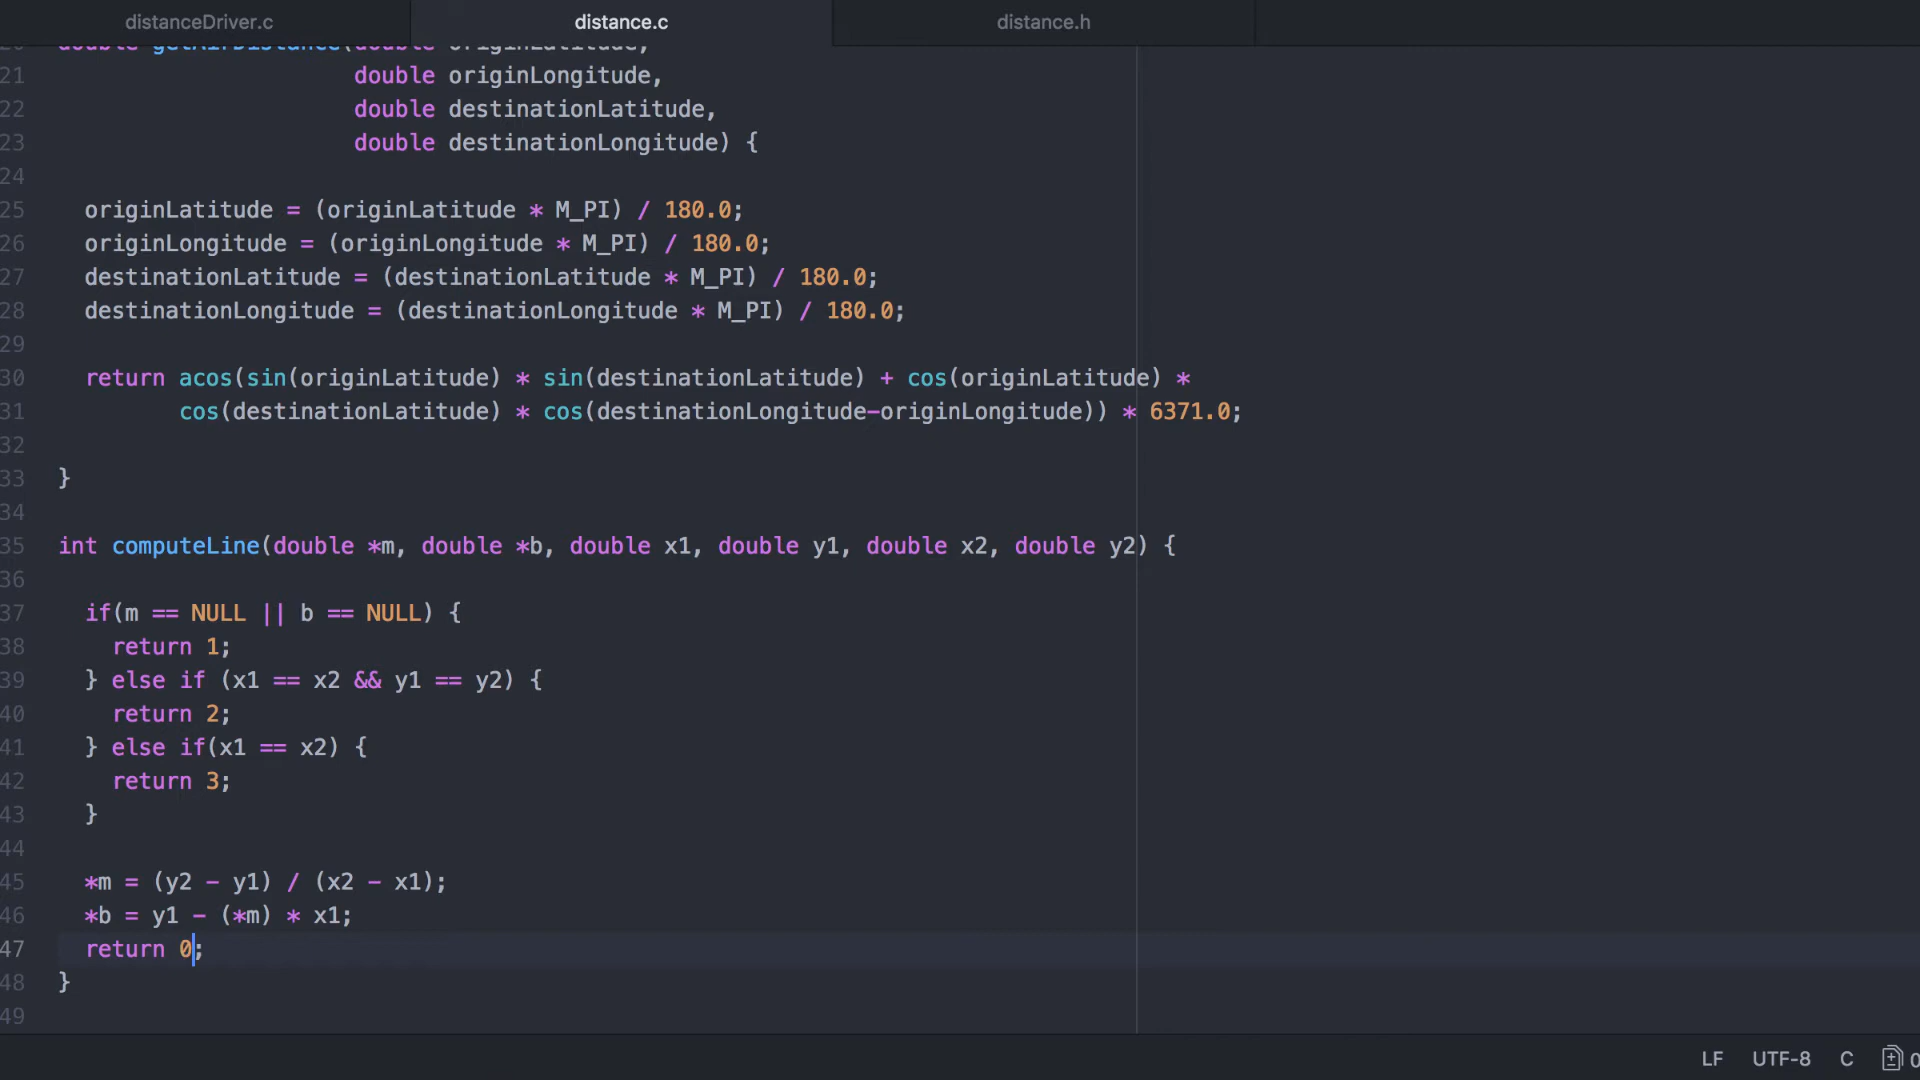 distanceDriver.c
distance.c
distance.h
20 double getAirDistance(double originLatitude,
21 double originLongitude,
22 double destinationLatitude,
23 double destinationLongitude) {
24
25 originLatitude = (originLatitude * M_PI) / 180.0;
26 originLongitude = (originLongitude * M_PI) / 180.0;
27 destinationLatitude = (destinationLatitude * M_PI) / 180.0;
28 destinationLongitude = (destinationLongitude * M_PI) / 180.0;
29
30 return acos(sin(originLatitude) * sin(destinationLatitude) + cos(originLatitude) *
31 cos(destinationLatitude) * cos(destinationLongitude-originLongitude)) * 6371.0;
32
33 }
34
35 int computeLine(double *m, double *b, double x1, double y1, double x2, double y2) {
36
37 if(m == NULL || b == NULL) {
38 return 1;
39 } else if (x1 == x2 && y1 == y2) {
40 return 2;
41 } else if(x1 == x2) {
42 return 3;
43 }
44
45 *m = (y2 - y1) / (x2 - x1);
46 *b = y1 - (*m) * x1;
47 return 0;
48 }
49
LF UTF-8 C 0